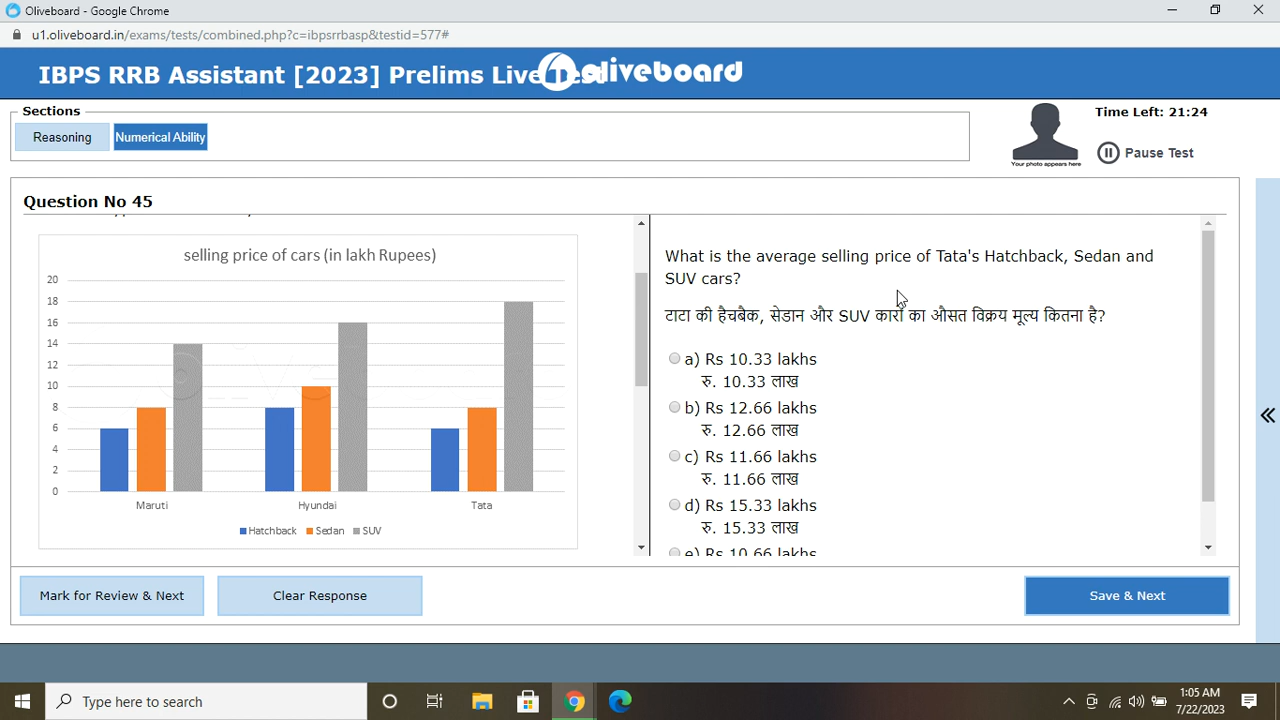 Oliveboard - Google Chrome
u1.oliveboard.in/exams/tests/combined.php?c=ibpsrrbasp&testid=577#
IBPS RRB Assistant [2023] Prelims Live Test
oliveboard
Sections
Reasoning
Numerical Ability
Your photo appears here
Time Left: 21:24
Pause Test
Question No 45
selling price of cars (in lakh Rupees)
20
18
16
14
12
10
8
6
4
2
0
Maruti Hyundai Tata
Hatchback Sedan SUV
What is the average selling price of Tata's Hatchback, Sedan and
SUV cars?
टाटा की हैचबैक, सेडान और SUV कारों का औसत विक्रय मूल्य कितना है?
a) Rs 10.33 lakhs
रु. 10.33 लाख
b) Rs 12.66 lakhs
रु. 12.66 लाख
c) Rs 11.66 lakhs
रु. 11.66 लाख
d) Rs 15.33 lakhs
रु. 15.33 लाख
e) Rs 10.66 lakhs
Mark for Review & Next
Clear Response
Save & Next
Type here to search
1:05 AM
7/22/2023